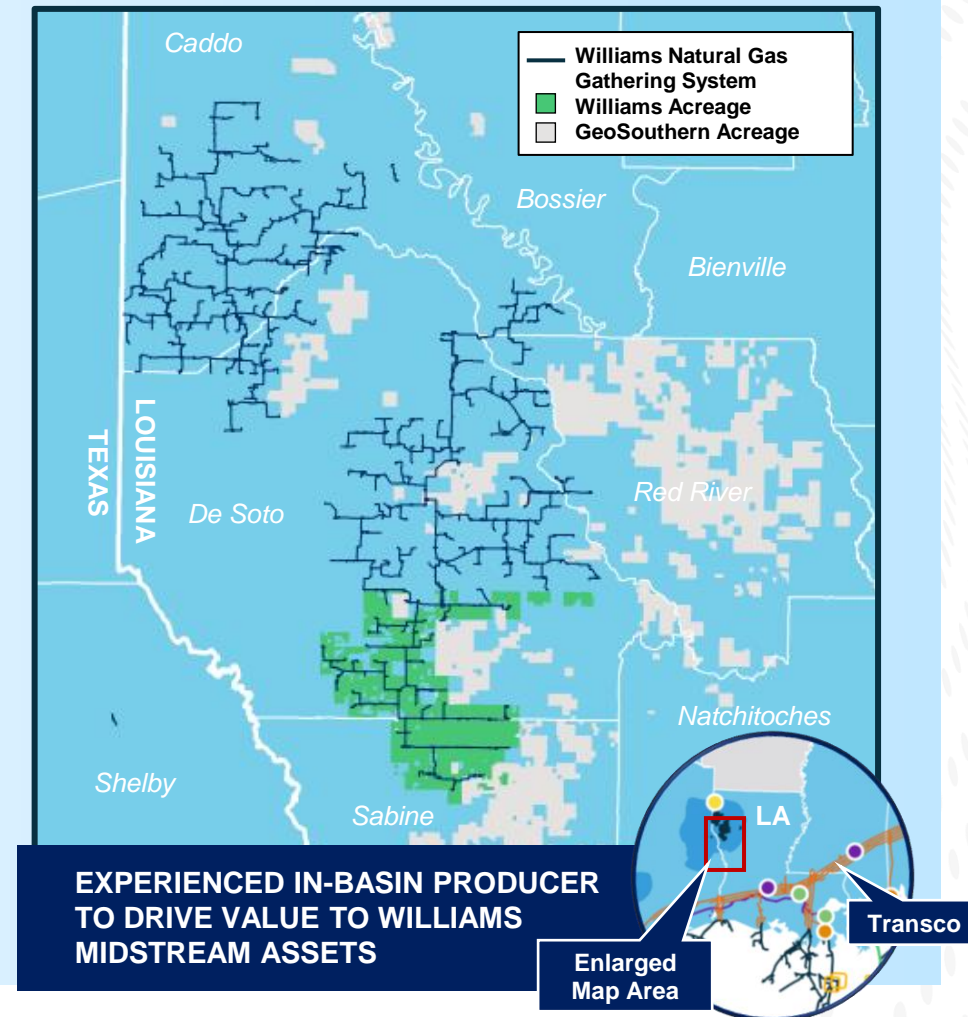 Caddo
Williams Natural Gas
Gathering System
Williams Acreage
GeoSouthern Acreage
Bossier
Bienville
LOUISIANA
TEXAS
De Soto
Red River
Natchitoches
Shelby
Sabine
LA
EXPERIENCED IN-BASIN PRODUCER
TO DRIVE VALUE TO WILLIAMS
MIDSTREAM ASSETS
Transco
Enlarged
Map Area